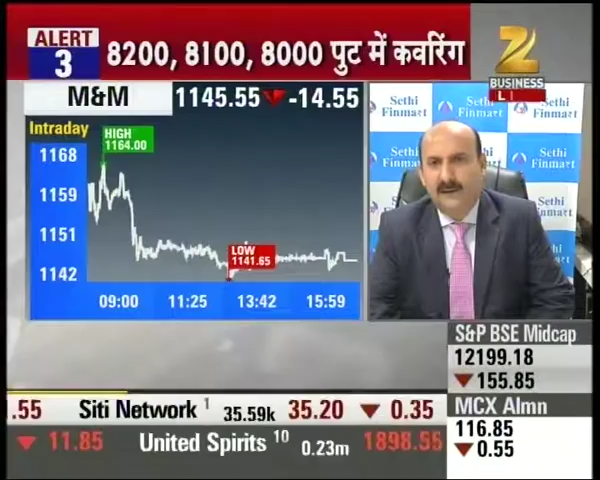 ALERT
3
8200, 8100, 8000 पुट में कवरिंग
BUSINESS
M&M
1145.55 -14.55
Intraday
HIGH
1164.00
1168
1159
1151
1142
LOW
1141.65
09:00 11:25 13:42 15:59
Sethi
Finmart
Sethi
Finmart
Sethi
Finmart
Sethi
Finmart
Sethi
Finmart
S&P BSE Midcap
12199.18
155.85
MCX Almn
116.85
0.55
.55 Siti Network 1 35.59k 35.20 0.35
11.85 United Spirits 10 0.23m 1898.55